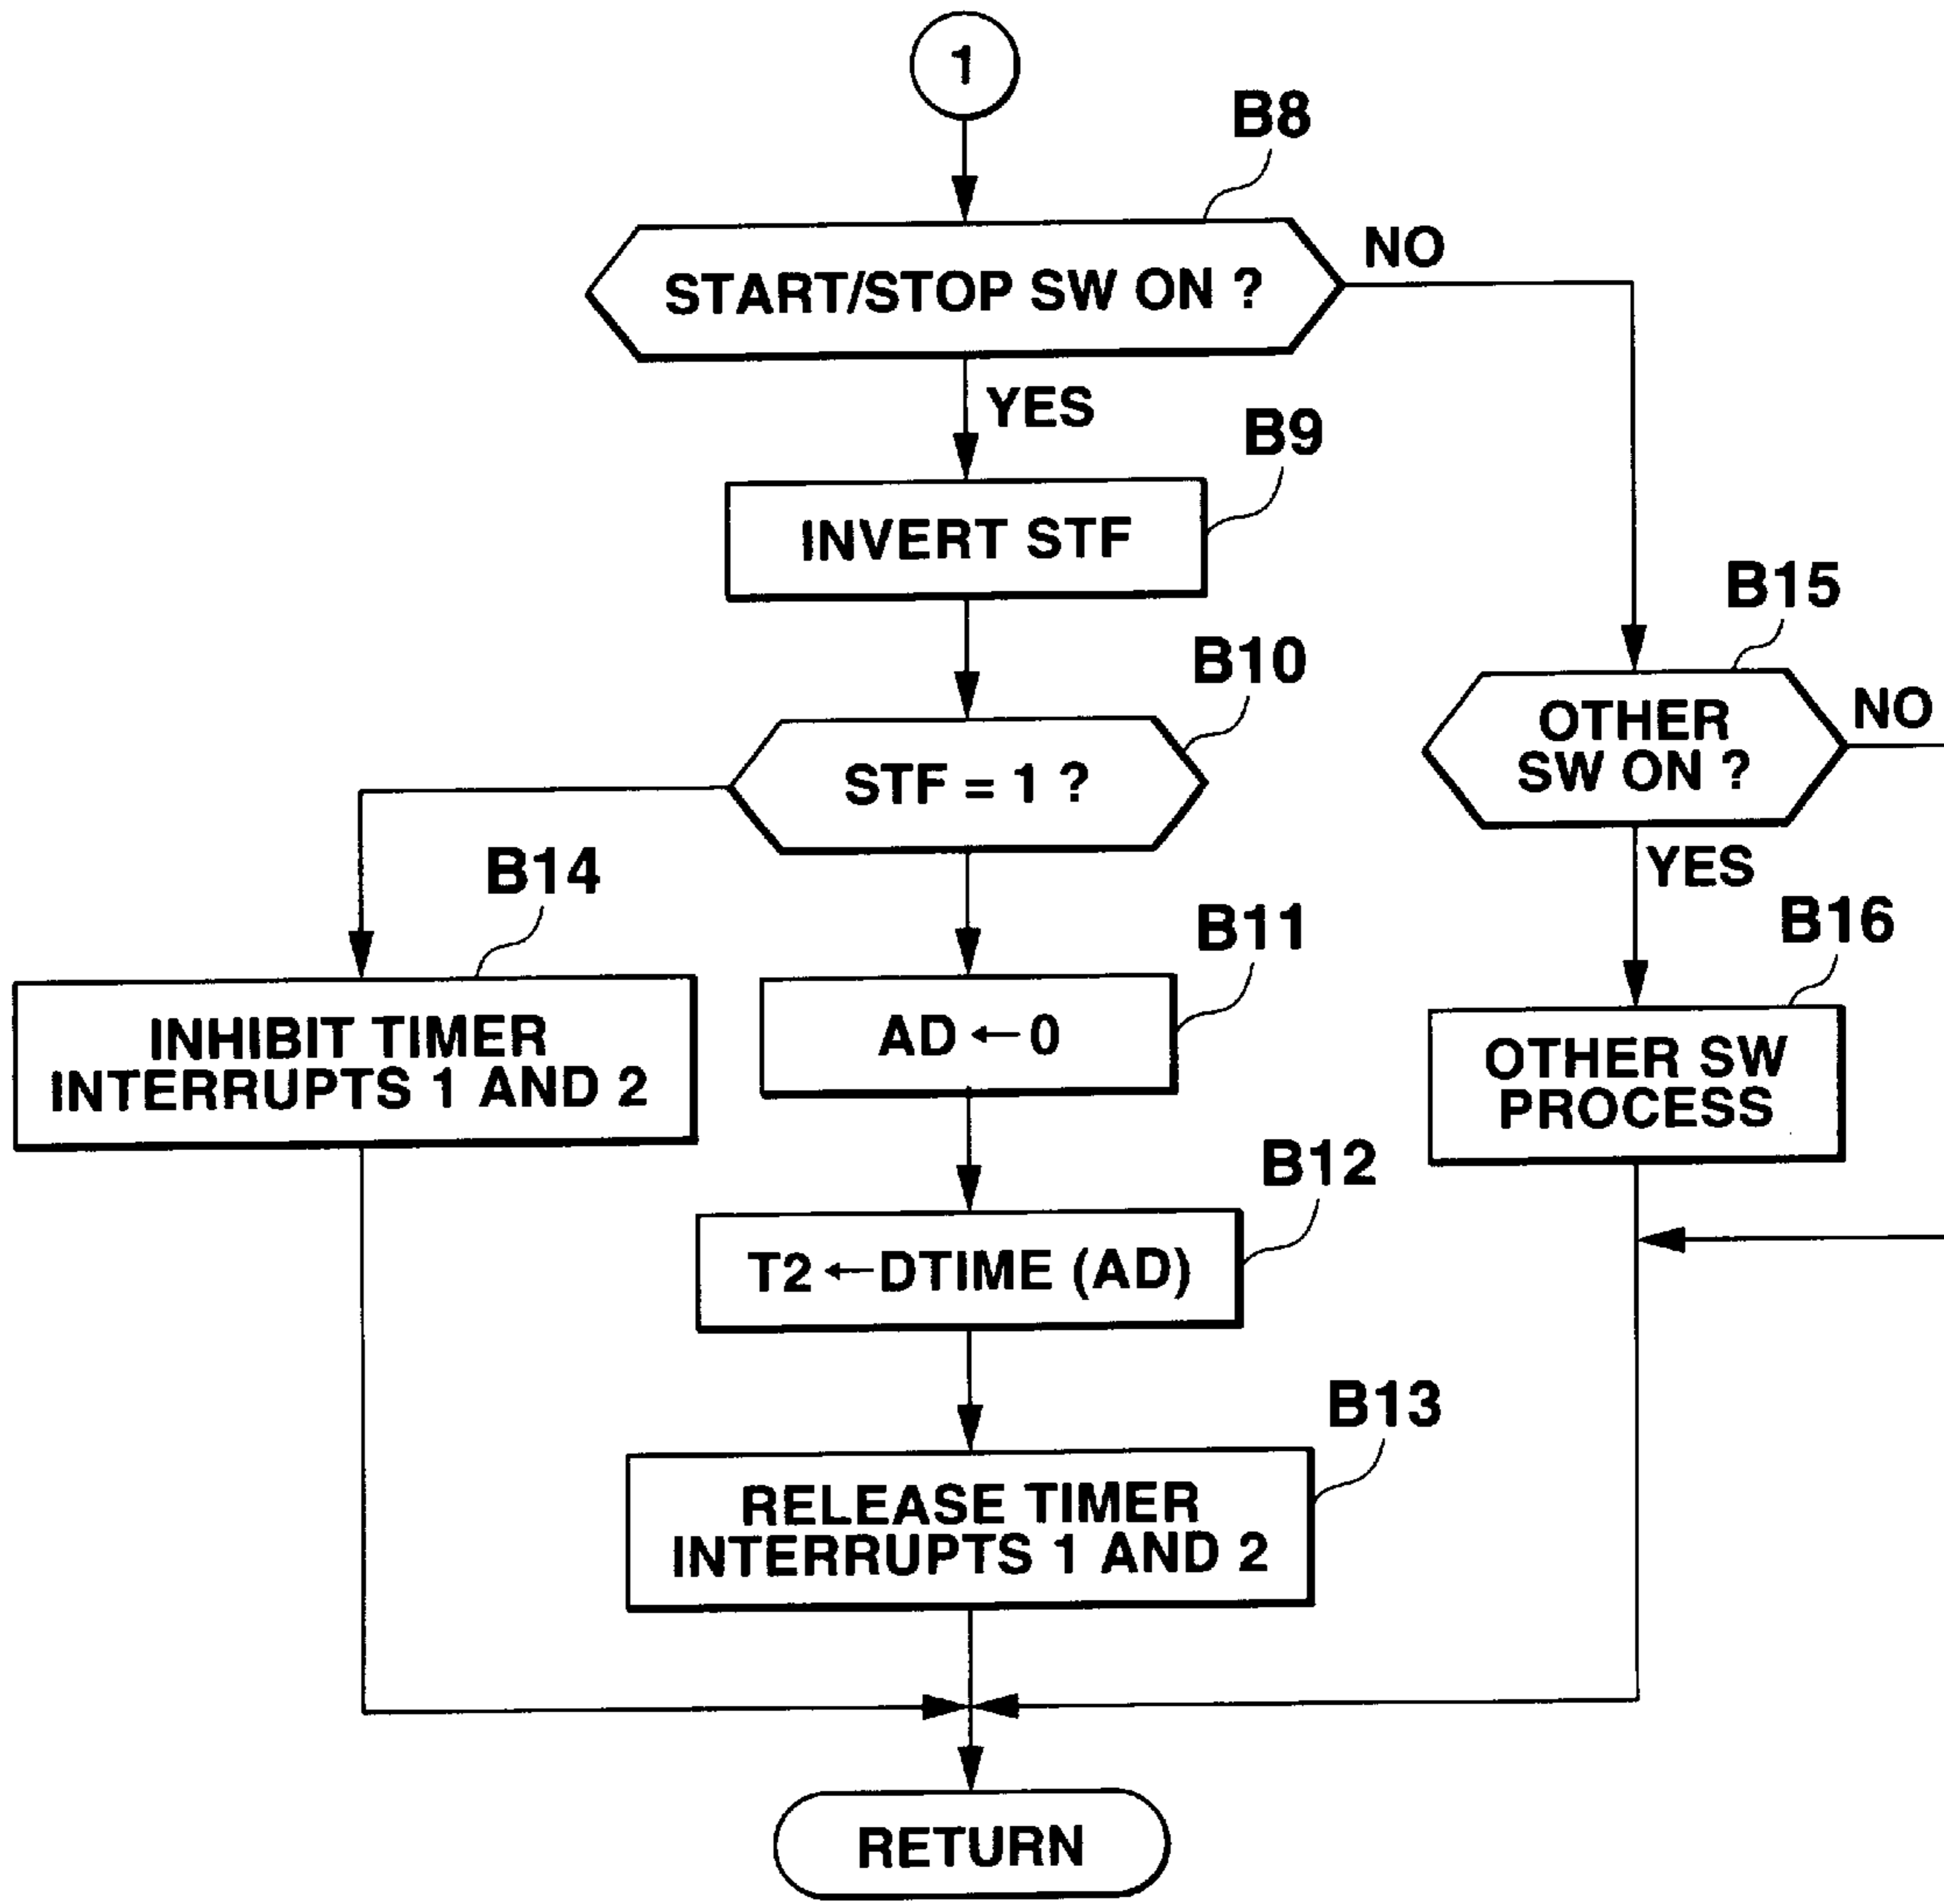 1
B8
START/STOP SW ON ?
NO
YES
B9
INVERT STF
B15
B10
OTHER
SW ON ?
NO
STF = 1 ?
YES
B14
B11
B16
INHIBIT TIMER
INTERRUPTS 1 AND 2
AD ← 0
OTHER SW
PROCESS
B12
T2 ← DTIME (AD)
B13
RELEASE TIMER
INTERRUPTS 1 AND 2
RETURN